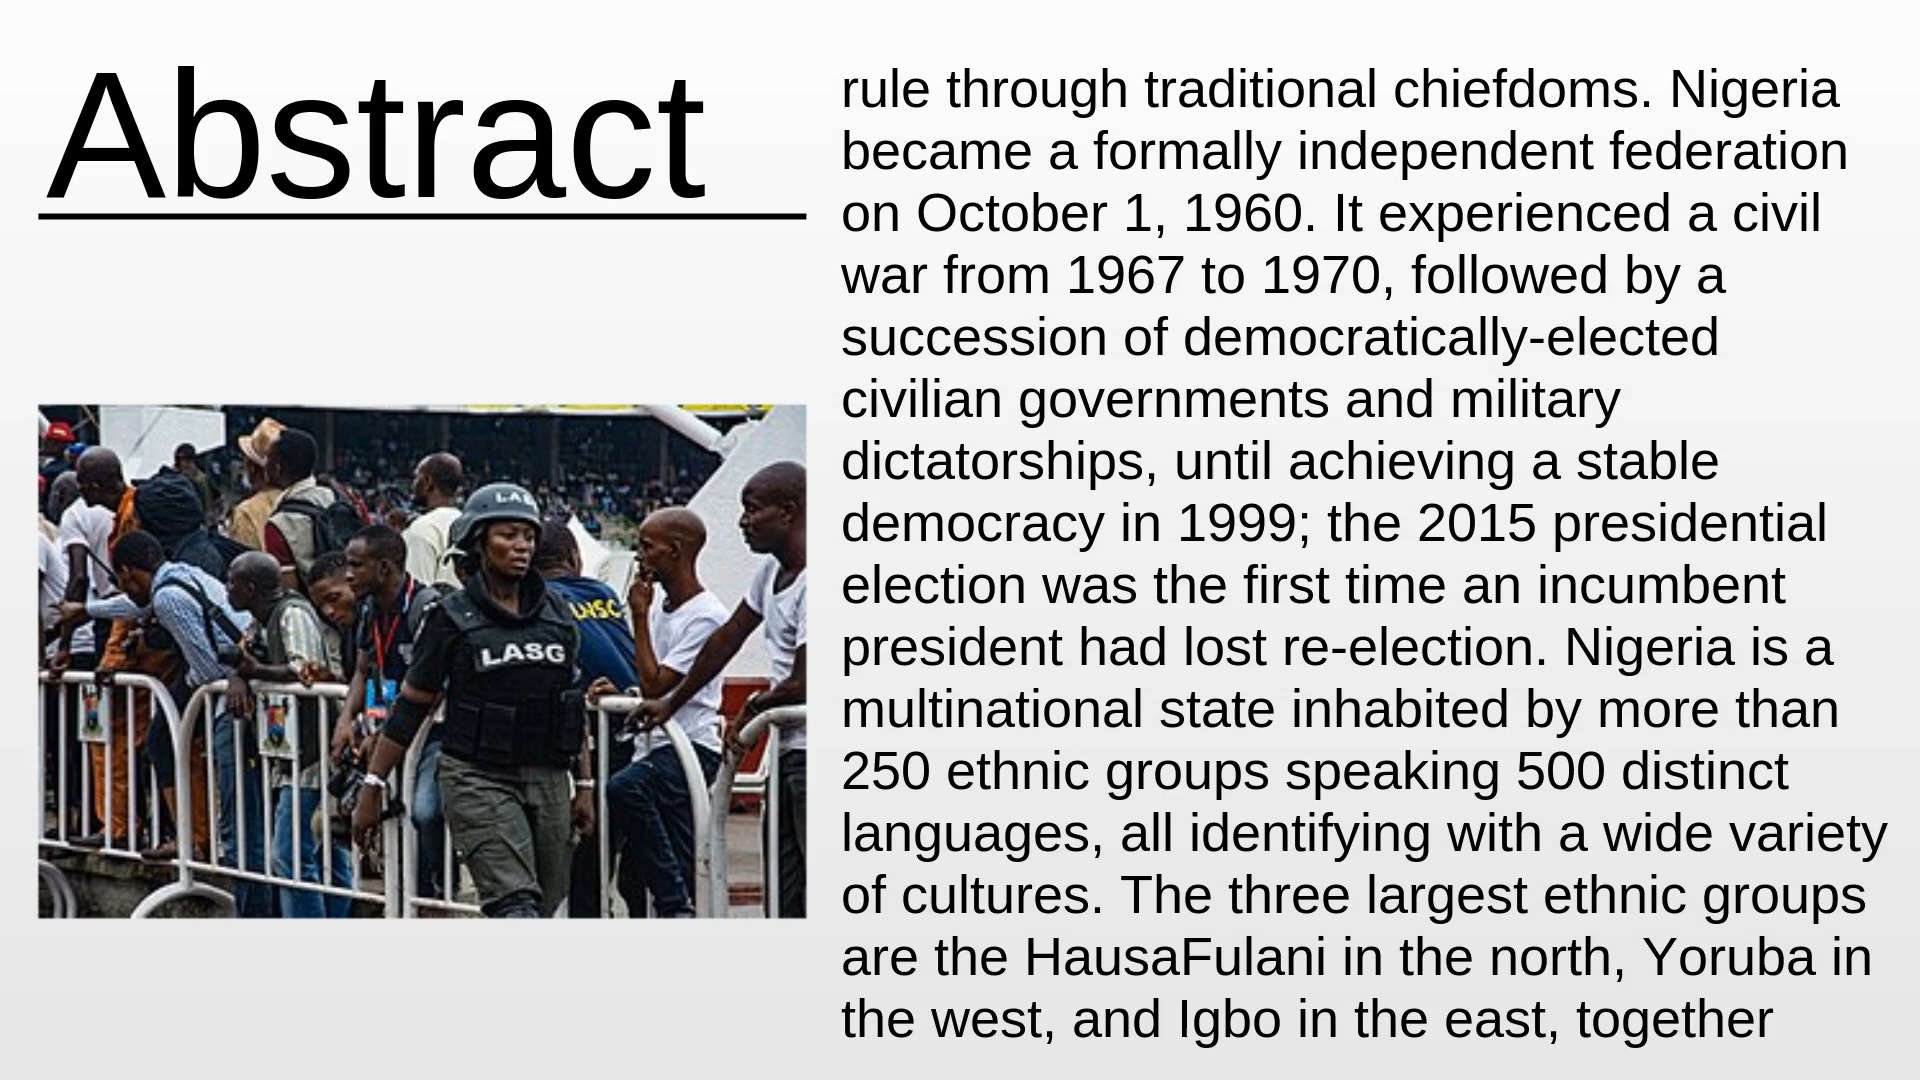 Abstract
rule through traditional chiefdoms. Nigeria
became a formally independent federation
on October 1, 1960. It experienced a civil
war from 1967 to 1970, followed by a
succession of democratically-elected
civilian governments and military
dictatorships, until achieving a stable
democracy in 1999; the 2015 presidential
election was the first time an incumbent
president had lost re-election. Nigeria is a
multinational state inhabited by more than
250 ethnic groups speaking 500 distinct
languages, all identifying with a wide variety
of cultures. The three largest ethnic groups
are the HausaFulani in the north, Yoruba in
the west, and Igbo in the east, together
LASG